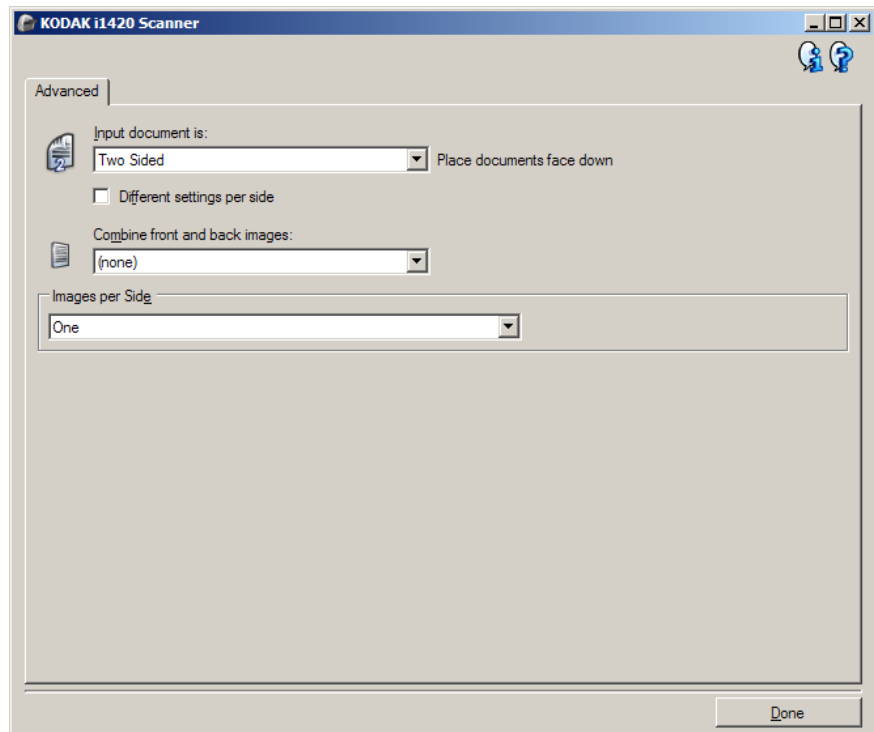 KODAK i1420 Scanner
Advanced
Input document is:
Two Sided
Place documents face down
Different settings per side
Combine front and back images:
(none)
Images per Side
One
Done